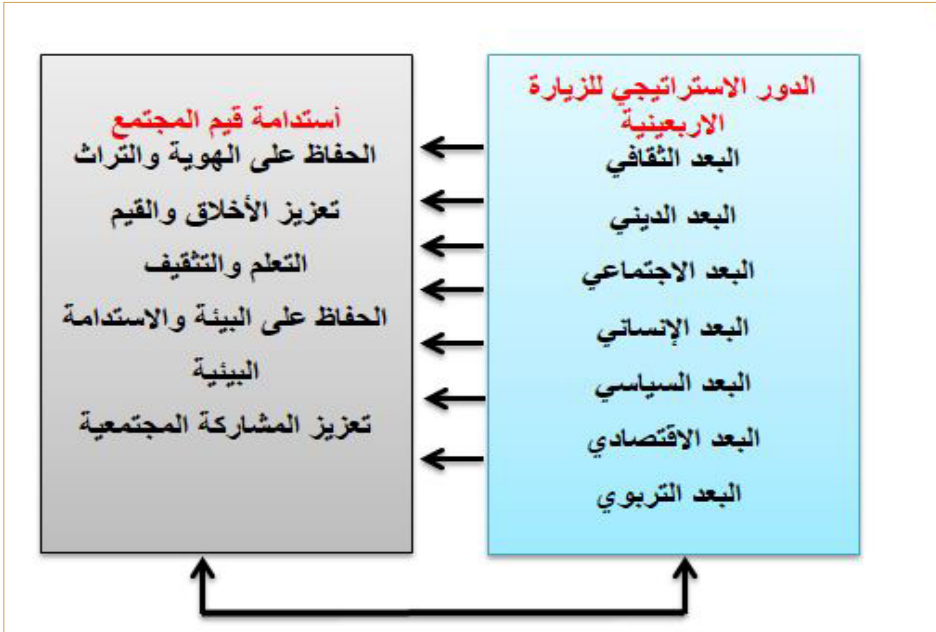 الدور الاستراتيجي للزيارة
الاربعينية
البعد الثقافي
البعد الديني
البعد الاجتماعي
البعد الإنساني
البعد السياسي
البعد الاقتصادي
البعد التربوي
أستدامة قيم المجتمع
الحفاظ على الهوية والتراث
تعزيز الأخلاق والقيم
التعلم والتثقيف
الحفاظ على البيئة والاستدامة
البيئية
تعزيز المشاركة المجتمعية